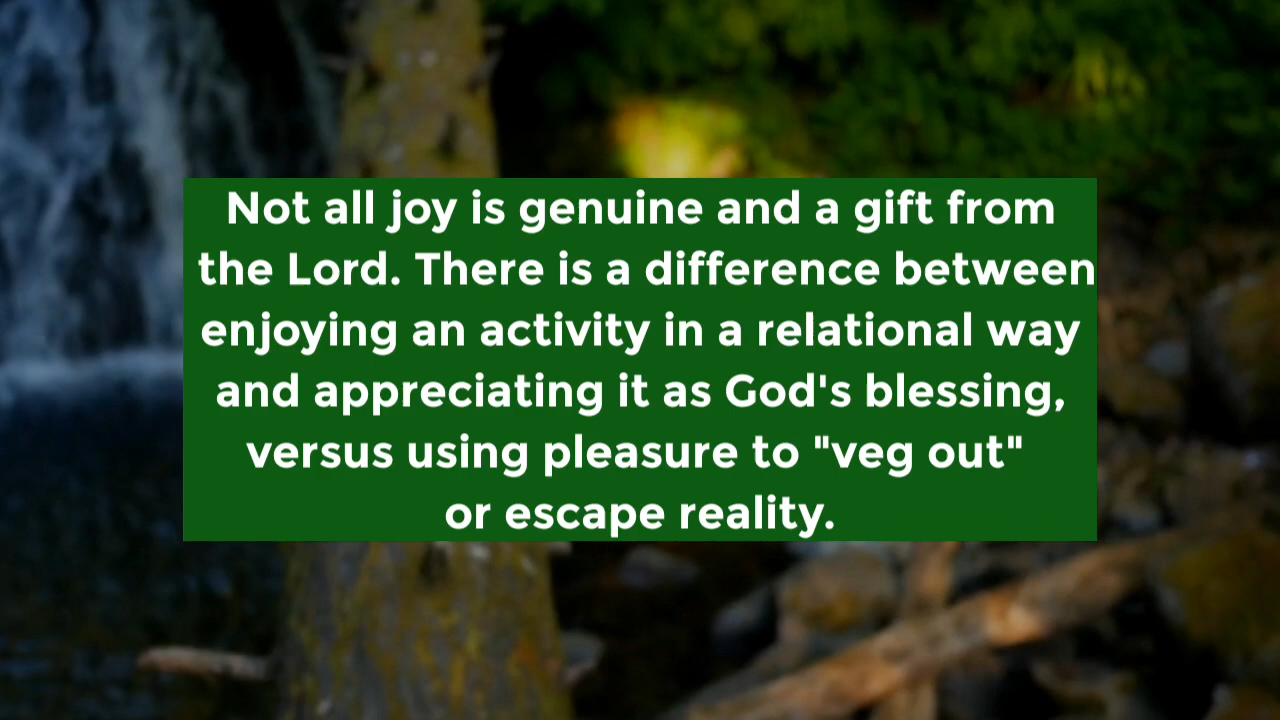 Not all joy is genuine and a gift from
the Lord. There is a difference between
enjoying an activity in a relational way
and appreciating it as God's blessing,
versus using pleasure to "veg out"
or escape reality.